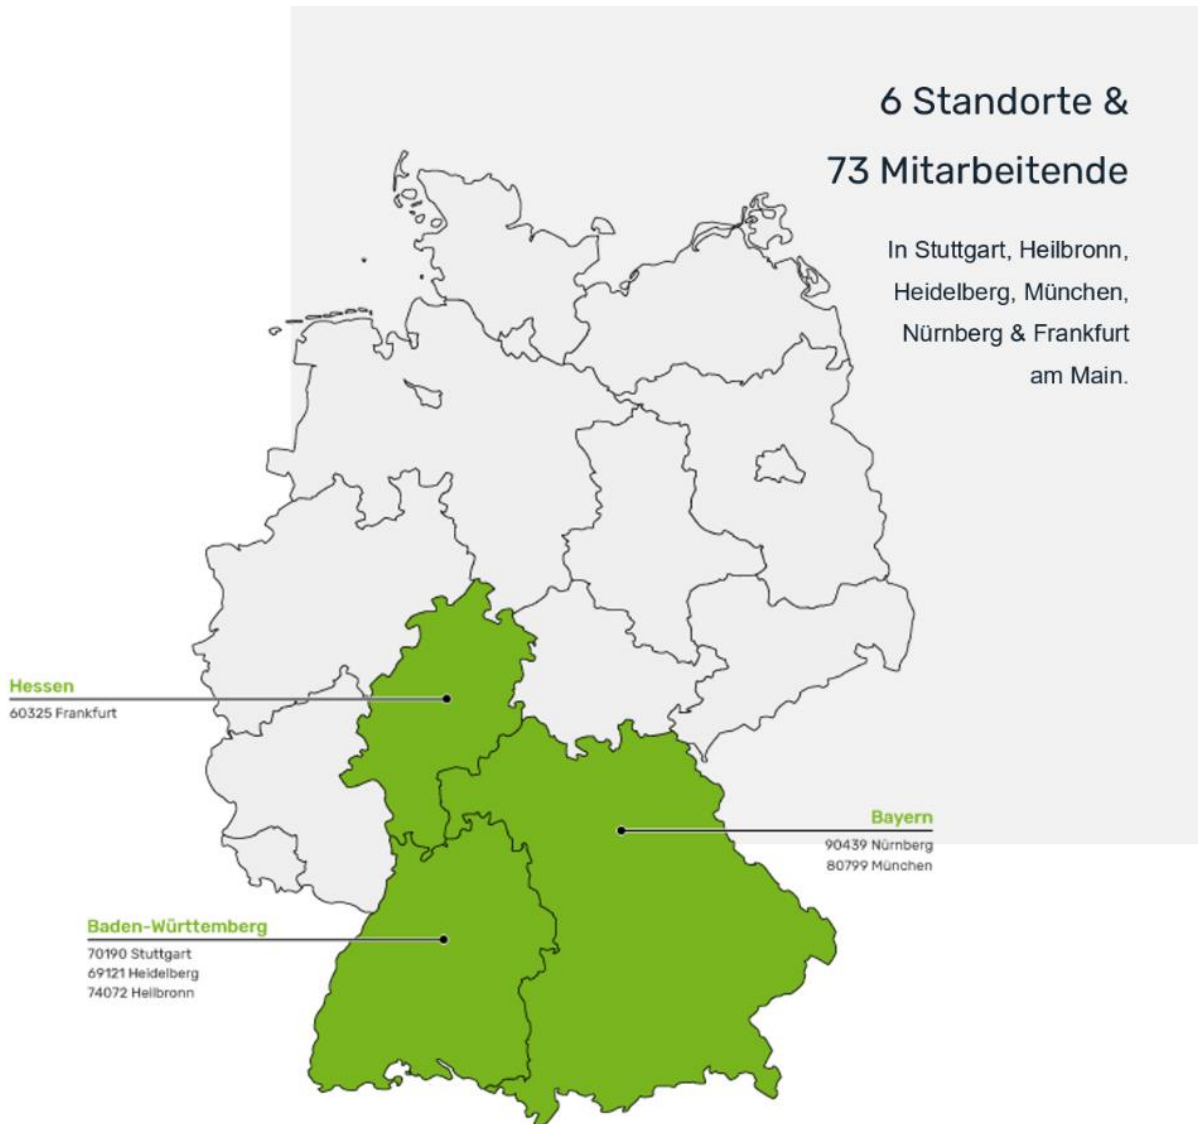 6 Standorte &
73 Mitarbeitende
In Stuttgart, Heilbronn,
Heidelberg, München,
Nürnberg & Frankfurt
am Main.
Hessen
60325 Frankfurt
Bayern
90439 Nürnberg
80799 München
Baden-Württemberg
70190 Stuttgart
69121 Heidelberg
74072 Heilbronn